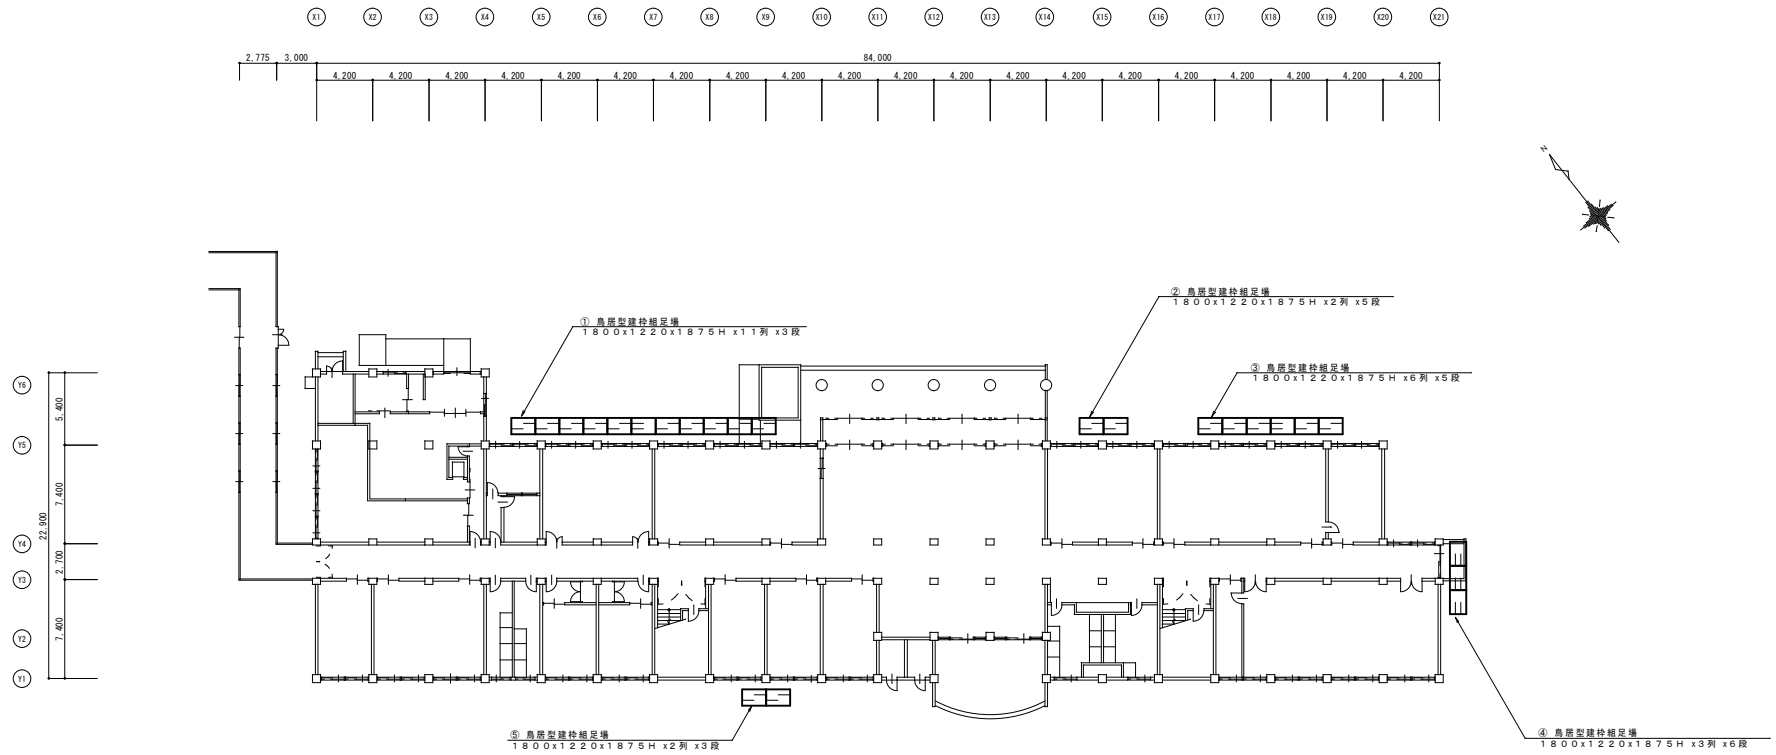 X1 X2 X3 X4 X5 X6 X7 X8 X9 X10 X11 X12 X13 X14 X15 X16 X17 X18 X19 X20 X21
2,775 3,000 84,000
4,200 4,200 4,200 4,200 4,200 4,200 4,200 4,200 4,200 4,200 4,200 4,200 4,200 4,200 4,200 4,200 4,200 4,200 4,200 4,200
N
② 鳥居型建枠組足場
1800x1220x1875H x2列 x5段
① 鳥居型建枠組足場
1800x1220x1875H x11列 x3段
③ 鳥居型建枠組足場
1800x1220x1875H x6列 x5段
Y6
5,400
Y5
7,400
22,900
Y4
2,700
Y3
7,400
Y2
Y1
⑤ 鳥居型建枠組足場
1800x1220x1875H x2列 x3段
④ 鳥居型建枠組足場
1800x1220x1875H x3列 x6段